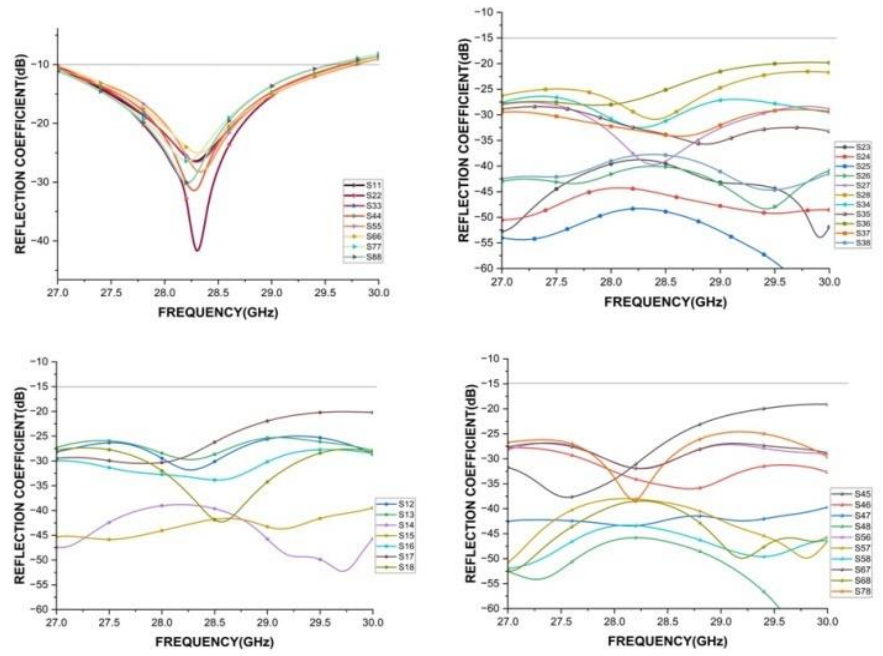 REFLECTION COEFFICIENT(dB)
−10
−20
−30
−40
27.0 27.5 28.0 28.5 29.0 29.5 30.0
FREQUENCY(GHz)
S11
S22
S33
S44
S55
S66
S77
S88
REFLECTION COEFFICIENT(dB)
−10
−15
−20
−25
−30
−35
−40
−45
−50
−55
−60
27.0 27.5 28.0 28.5 29.0 29.5 30.0
FREQUENCY(GHz)
S23
S24
S25
S26
S27
S28
S34
S35
S36
S37
S38
REFLECTION COEFFICIENT(dB)
−10
−15
−20
−25
−30
−35
−40
−45
−50
−55
−60
27.0 27.5 28.0 28.5 29.0 29.5 30.0
FREQUENCY(GHz)
S12
S13
S14
S15
S16
S17
S18
REFLECTION COEFFICIENT(dB)
−10
−15
−20
−25
−30
−35
−40
−45
−50
−55
−60
27.0 27.5 28.0 28.5 29.0 29.5 30.0
FREQUENCY(GHz)
S45
S46
S47
S48
S56
S57
S58
S67
S68
S78